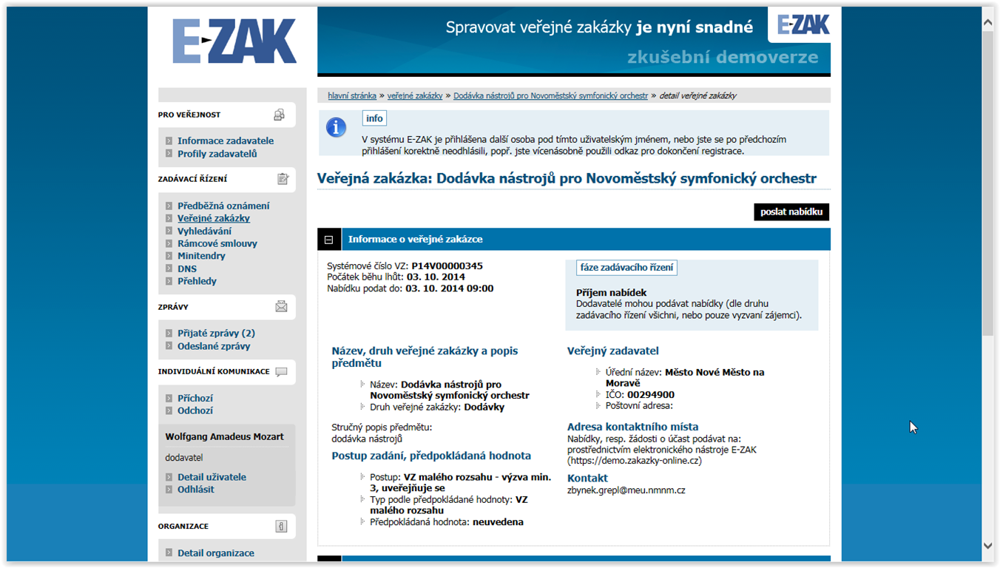 E-ZAK
Spravovat veřejné zakázky je nyní snadné
E-ZAK
zkušební demoverze
hlavní stránka » veřejné zakázky » Dodávka nástrojů pro Novoměstský symfonický orchestr » detail veřejné zakázky
PRO VEŘEJNOST
Informace zadavatele
Profily zadavatelů
ZADÁVACÍ ŘÍZENÍ
Předběžná oznámení
Veřejné zakázky
Vyhledávání
Rámcové smlouvy
Minitendry
DNS
Přehledy
ZPRÁVY
Přijaté zprávy (2)
Odeslané zprávy
INDIVIDUÁLNÍ KOMUNIKACE
Příchozí
Odchozí
Wolfgang Amadeus Mozart
dodavatel
Detail uživatele
Odhlásit
ORGANIZACE
Detail organizace
info
V systému E-ZAK je přihlášena další osoba pod tímto uživatelským jménem, nebo jste se po předchozím
přihlášení korektně neodhlásili, popř. jste vícenásobně použili odkaz pro dokončení registrace.
Veřejná zakázka: Dodávka nástrojů pro Novoměstský symfonický orchestr
poslat nabídku
Informace o veřejné zakázce
Systémové číslo VZ: P14V00000345
Počátek běhu lhůt: 03. 10. 2014
Nabídku podat do: 03. 10. 2014 09:00
fáze zadávacího řízení
Příjem nabídek
Dodavatelé mohou podávat nabídky (dle druhu
zadávacího řízení všichni, nebo pouze vyzvaní zájemci).
Název, druh veřejné zakázky a popis
předmětu
Název: Dodávka nástrojů pro
Novoměstský symfonický orchestr
Druh veřejné zakázky: Dodávky
Stručný popis předmětu:
dodávka nástrojů
Postup zadání, předpokládaná hodnota
Postup: VZ malého rozsahu - výzva min.
3, uveřejňuje se
Typ podle předpokládané hodnoty: VZ
malého rozsahu
Předpokládaná hodnota: neuvedena
Veřejný zadavatel
Úřední název: Město Nové Město na
Moravě
IČO: 00294900
Poštovní adresa:
Adresa kontaktního místa
Nabídky, resp. žádosti o účast podávat na:
prostřednictvím elektronického nástroje E-ZAK
(https://demo.zakazky-online.cz)
Kontakt
zbynek.grepl@meu.nmnm.cz